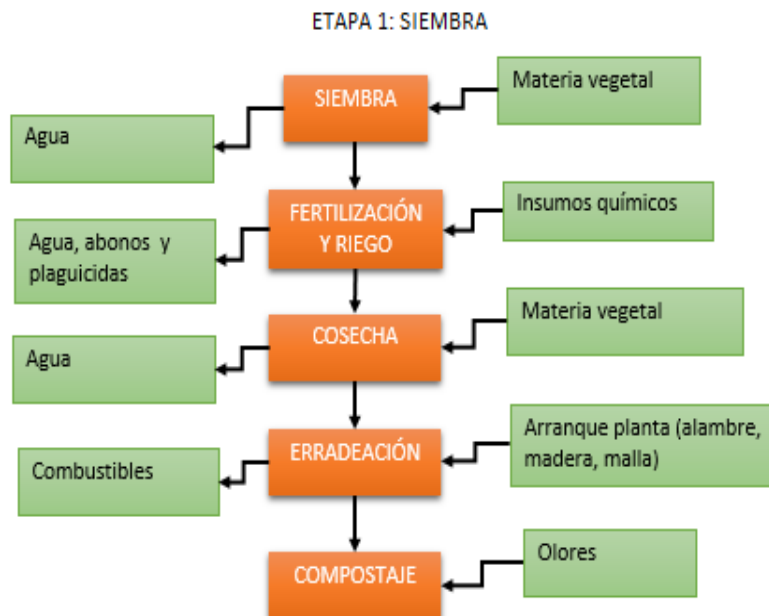 ETAPA 1: SIEMBRA
SIEMBRA
Materia vegetal
Agua
FERTILIZACIÓN
Y RIEGO
Insumos químicos
Agua, abonos y
plaguicidas
COSECHA
Materia vegetal
Agua
ERRADEACIÓN
Arranque planta (alambre,
madera, malla)
Combustibles
COMPOSTAJE
Olores